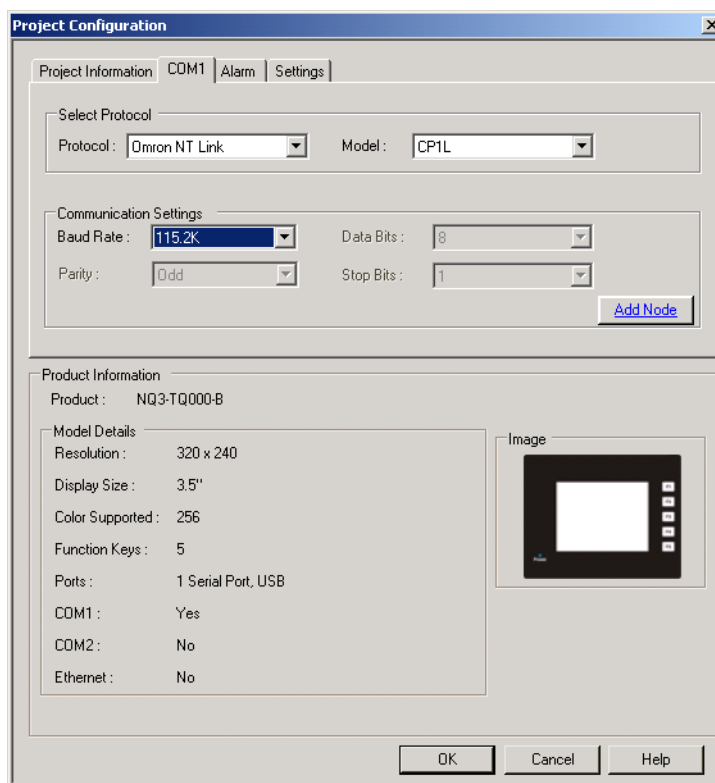 Project Configuration
Project Information COM1 Alarm Settings
Select Protocol
Protocol : Omron NT Link Model : CP1L
Communication Settings
Baud Rate : 115.2K Data Bits : 8
Parity : Odd Stop Bits : 1
Add Node
Product Information
Product : NQ3-TQ000-B
Model Details
Image
Resolution : 320 x 240
Display Size : 3.5"
Color Supported : 256
Function Keys : 5
Ports : 1 Serial Port, USB
COM1 : Yes
COM2 : No
Ethernet : No
OK Cancel Help